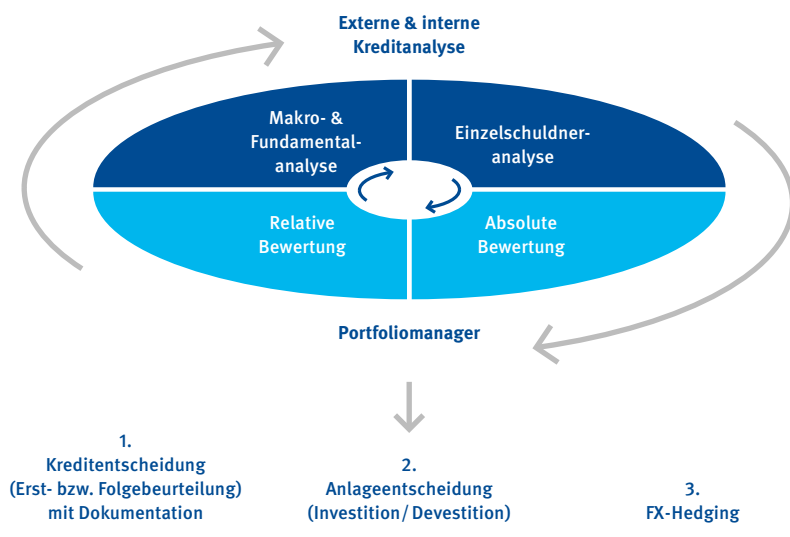 Externe & interne
Kreditanalyse
Makro- &
Fundamental-
analyse
Einzelschuldner-
analyse
Relative
Bewertung
Absolute
Bewertung
Portfoliomanager
1.
Kreditentscheidung
(Erst- bzw. Folgebeurteilung)
mit Dokumentation
2.
Anlageentscheidung
(Investition / Devestition)
3.
FX-Hedging